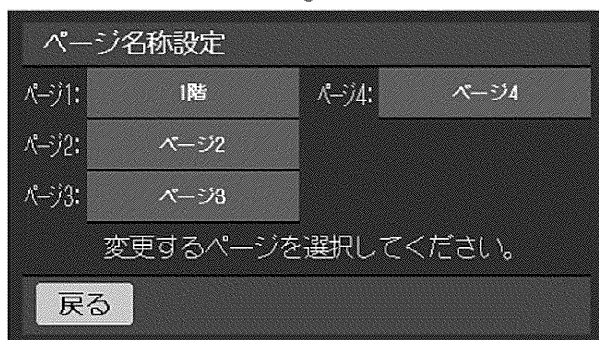 ページ名称設定
ページ1: 1階 ページ4: ページ4
ページ2: ページ2
ページ3: ページ3
変更するページを選択してください。
戻る